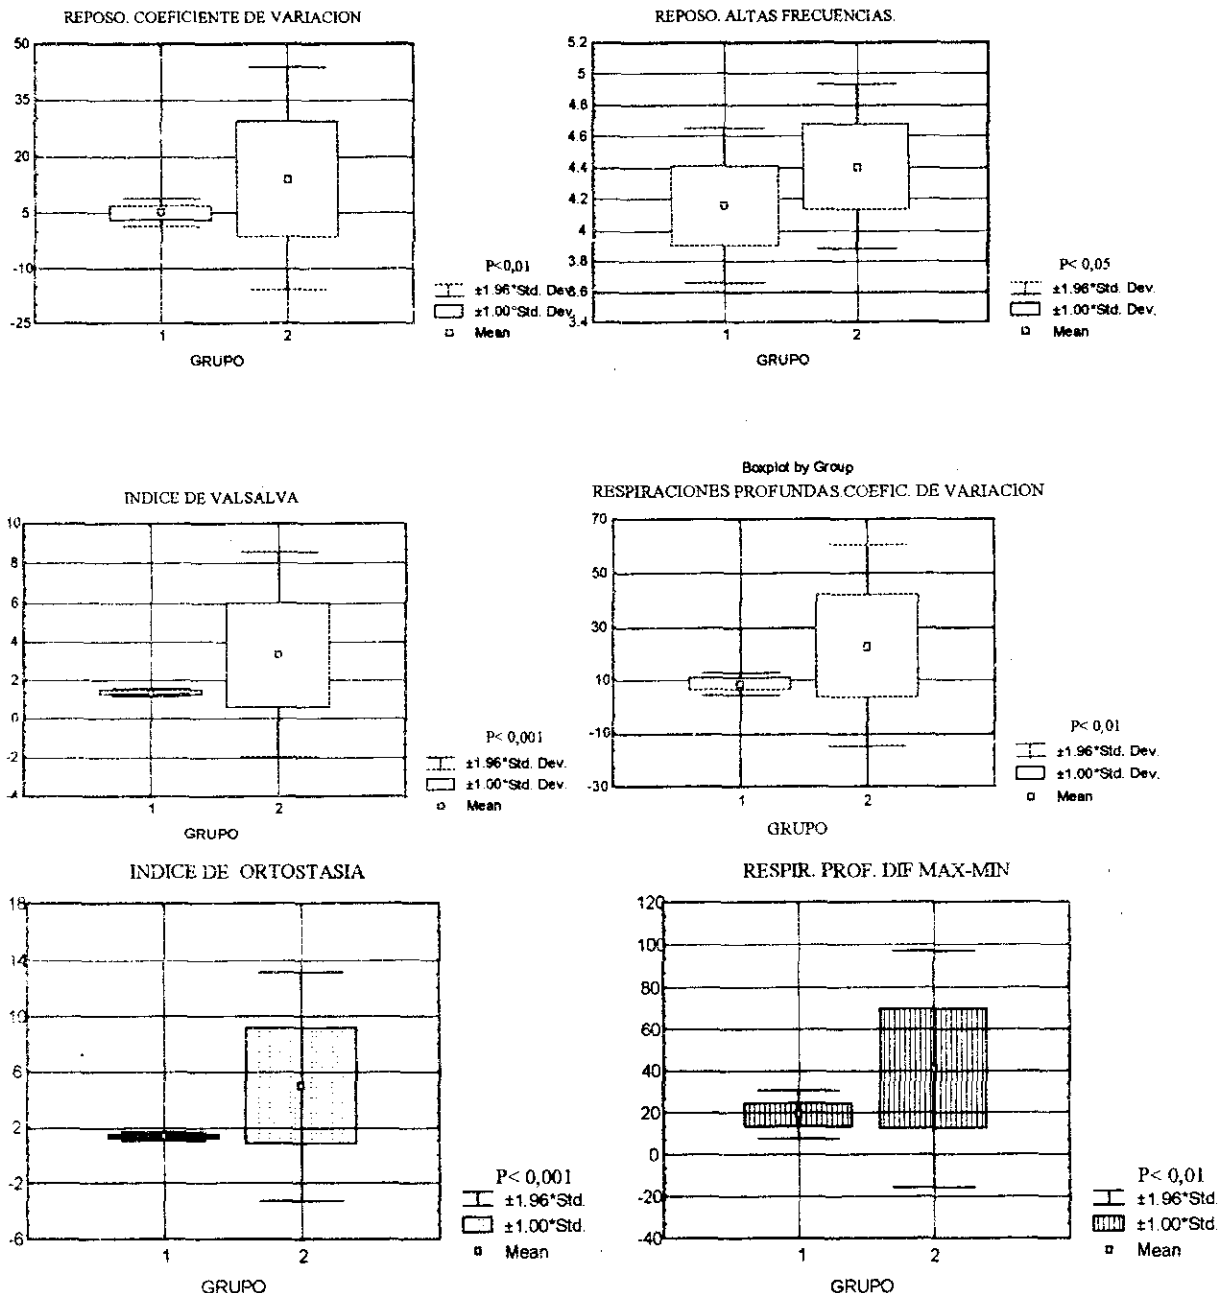 REPOSO. COEFICIENTE DE VARIACION
50
35
20
5
-10
-25
1
2
GRUPO
P<0,01
±1.96*Std. Dev.
±1.00*Std. Dev.
Mean
REPOSO. ALTAS FRECUENCIAS.
5.2
5
4.8
4.6
4.4
4.2
4
3.8
3.6
3.4
1
2
GRUPO
P< 0,05
±1.96*Std. Dev.
±1.00*Std. Dev.
Mean
INDICE DE VALSALVA
10
8
6
4
2
0
-2
-4
1
2
GRUPO
P< 0,001
±1.96*Std. Dev.
±1.00*Std. Dev.
Mean
Boxplot by Group
RESPIRACIONES PROFUNDAS.COEFIC. DE VARIACION
70
50
30
10
-10
-30
1
2
GRUPO
P< 0,01
±1.96*Std. Dev.
±1.00*Std. Dev.
Mean
INDICE DE ORTOSTASIA
18
14
10
6
2
-2
-6
1
2
GRUPO
P< 0,001
±1.96*Std.
±1.00*Std.
Mean
RESPIR. PROF. DIF MAX-MIN
120
100
80
60
40
20
0
-20
-40
1
2
GRUPO
P< 0,01
±1.96*Std.
±1.00*Std.
Mean